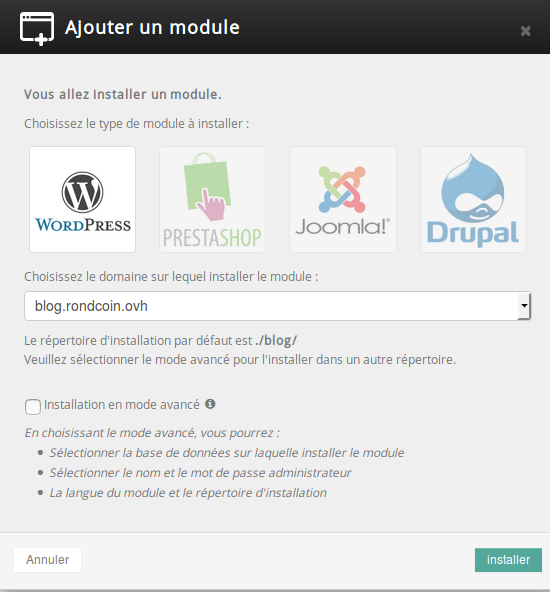 Ajouter un module
Vous allez installer un module.
Choisissez le type de module à installer :
WORDPRESS
PRESTASHOP
Joomla!®
Drupal
Choisissez le domaine sur lequel installer le module :
blog.rondcoin.ovh
Le répertoire d'installation par défaut est ./blog/
Veuillez sélectionner le mode avancé pour l'installer dans un autre répertoire.
Installation en mode avancé
En choisissant le mode avancé, vous pourrez :
• Sélectionner la base de données sur laquelle installer le module
• Sélectionner le nom et le mot de passe administrateur
• La langue du module et le répertoire d'installation
Annuler
installer